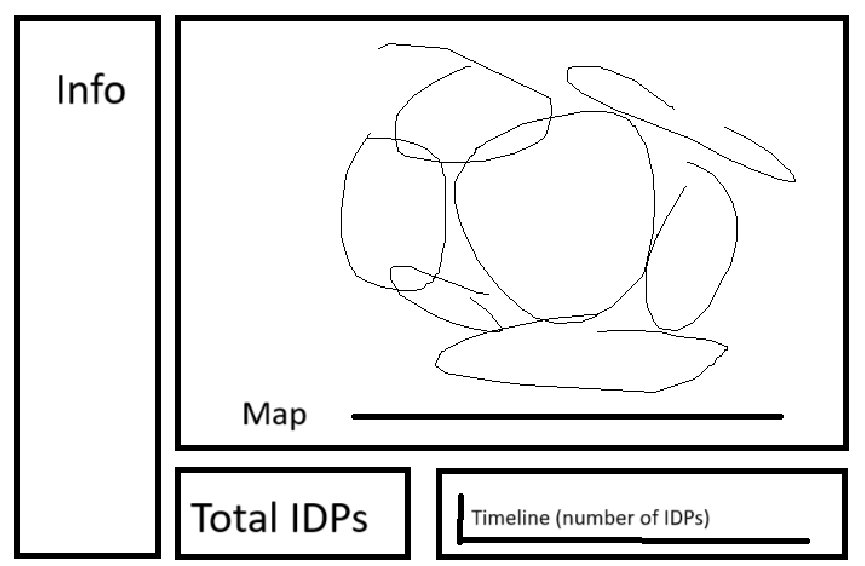 Info
Map
Total IDPs
Timeline (number of IDPs)